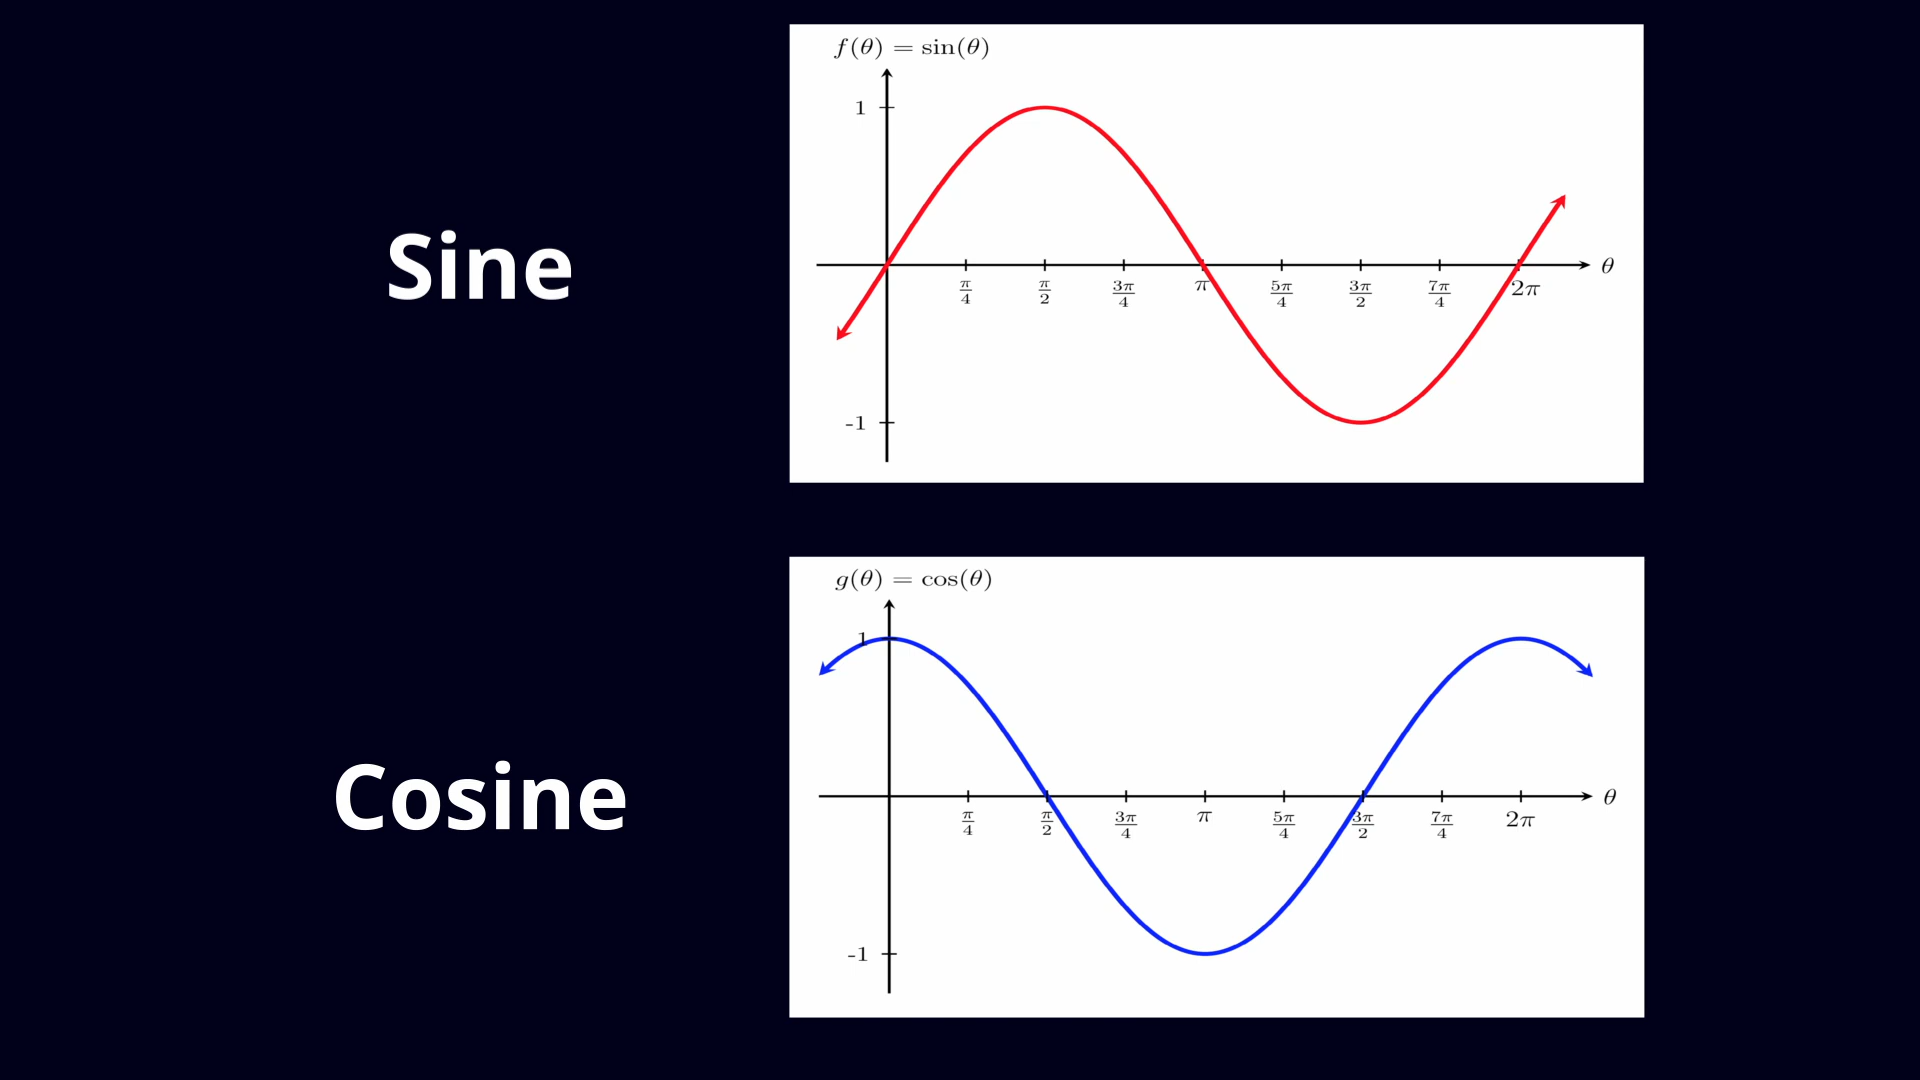 Sine
f(θ) = sin(θ)
1
-1
π/4 π/2 3π/4 π 5π/4 3π/2 7π/4 2π θ
Cosine
g(θ) = cos(θ)
1
-1
π/4 π/2 3π/4 π 5π/4 3π/2 7π/4 2π θ